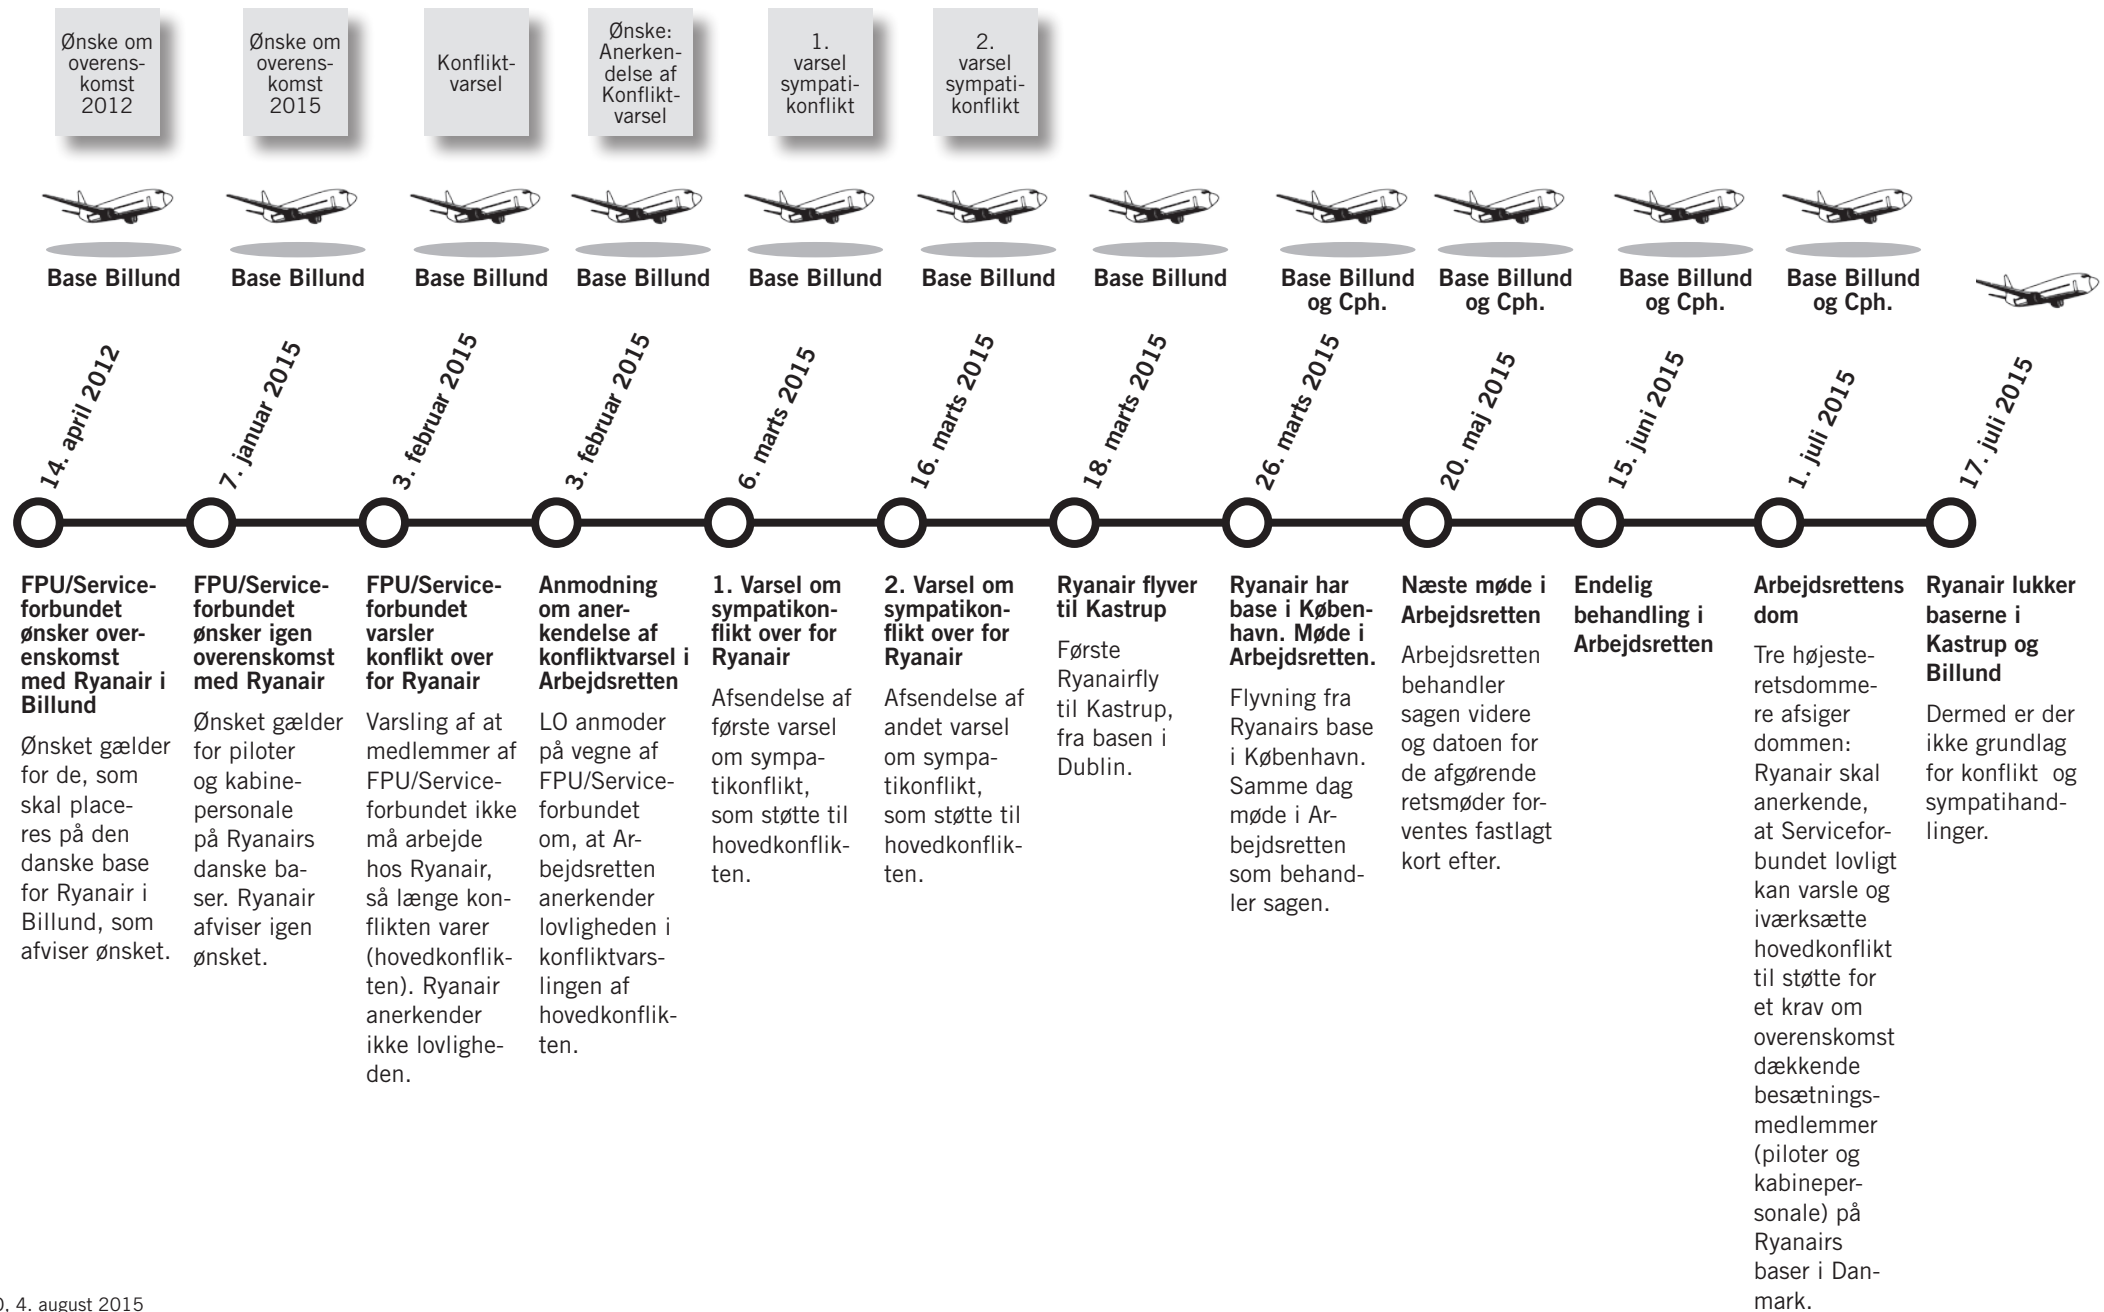 Ønske om
overens-
komst
2012
Ønske om
overens-
komst
2015
Konflikt-
varsel
Ønske:
Anerken-
delse af
Konflikt-
varsel
1.
varsel
sympati-
konflikt
2.
varsel
sympati-
konflikt
Base Billund
Base Billund
Base Billund
Base Billund
Base Billund
Base Billund
Base Billund
Base Billund
og Cph.
Base Billund
og Cph.
Base Billund
og Cph.
Base Billund
og Cph.
14. april 2012
7. januar 2015
3. februar 2015
3. februar 2015
6. marts 2015
16. marts 2015
18. marts 2015
26. marts 2015
20. maj 2015
15. juni 2015
1. juli 2015
17. juli 2015
FPU/Service-
forbundet
ønsker over-
enskomst
med Ryanair i
Billund
Ønsket gælder
for de, som
skal place-
res på den
danske base
for Ryanair i
Billund, som
afviser ønsket.
FPU/Service-
forbundet
ønsker igen
overenskomst
med Ryanair
Ønsket gælder
for piloter
og kabine-
personale
på Ryanairs
danske ba-
ser. Ryanair
afviser igen
ønsket.
FPU/Service-
forbundet
varsler
konflikt over
for Ryanair
Varsling af at
medlemmer af
FPU/Service-
forbundet ikke
må arbejde
hos Ryanair,
så længe kon-
flikten varer
(hovedkonflik-
ten). Ryanair
anerkender
ikke lovlighe-
den.
Anmodning
om aner-
kendelse af
konfliktvarsel i
Arbejdsretten
LO anmoder
på vegne af
FPU/Service-
forbundet
om, at Ar-
bejdsretten
anerkender
lovligheden i
konfliktvars-
lingen af
hovedkonflik-
ten.
1. Varsel om
sympatikon-
flikt over for
Ryanair
Afsendelse af
første varsel
om sympa-
tikonflikt,
som støtte til
hovedkonflik-
ten.
2. Varsel om
sympatikon-
flikt over for
Ryanair
Afsendelse af
andet varsel
om sympa-
tikonflikt,
som støtte til
hovedkonflik-
ten.
Ryanair flyver
til Kastrup
Første
Ryanairfly
til Kastrup,
fra basen i
Dublin.
Ryanair har
base i Køben-
havn. Møde i
Arbejdsretten.
Flyvning fra
Ryanairs base
i København.
Samme dag
møde i Ar-
bejdsretten
som behand-
ler sagen.
Næste møde i
Arbejdsretten
Arbejdsretten
behandler
sagen videre
og datoen for
de afgørende
retsmøder for-
ventes fastlagt
kort efter.
Endelig
behandling i
Arbejdsretten
Arbejdsrettens
dom
Tre højeste-
retsdomme-
re afsiger
dommen:
Ryanair skal
anerkende,
at Servicefor-
bundet lovligt
kan varsle og
iværksætte
hovedkonflikt
til støtte for
et krav om
overenskomst
dækkende
besætnings-
medlemmer
(piloter og
kabineper-
sonale) på
Ryanairs
baser i Dan-
mark.
Ryanair lukker
baserne i
Kastrup og
Billund
Dermed er der
ikke grundlag
for konflikt og
sympatihand-
linger.
, 4. august 2015